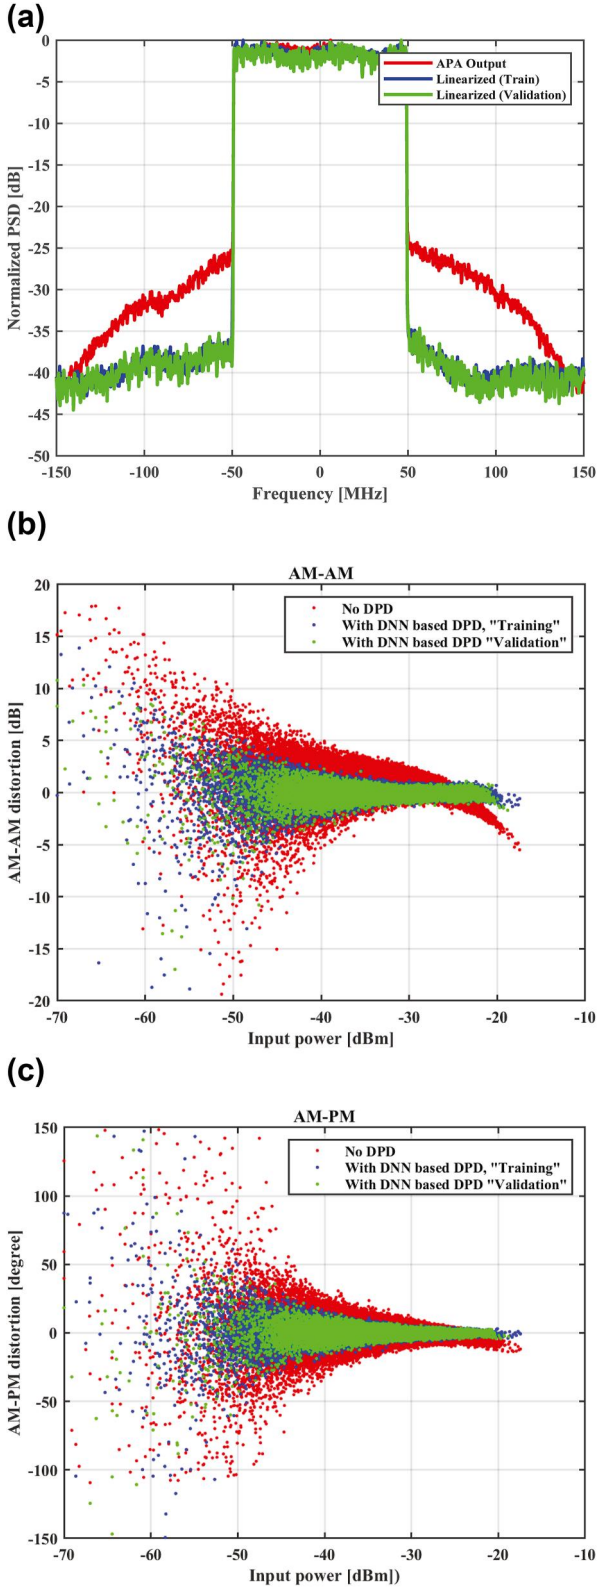 (a)
0
-5
-10
-15
-20
-25
-30
-35
-40
-45
-50
Normalized PSD [dB]
APA Output
Linearized (Train)
Linearized (Validation)
-150
-100
-50
0
50
100
150
Frequency [MHz]
(b)
AM-AM
20
15
10
5
0
-5
-10
-15
-20
AM-AM distortion [dB]
No DPD
With DNN based DPD, "Training"
With DNN based DPD "Validation"
-70
-60
-50
-40
-30
-20
-10
Input power [dBm]
(c)
AM-PM
150
100
50
0
-50
-100
-150
AM-PM distortion [degree]
No DPD
With DNN based DPD, "Training"
With DNN based DPD "Validation"
-70
-60
-50
-40
-30
-20
-10
Input power [dBm])